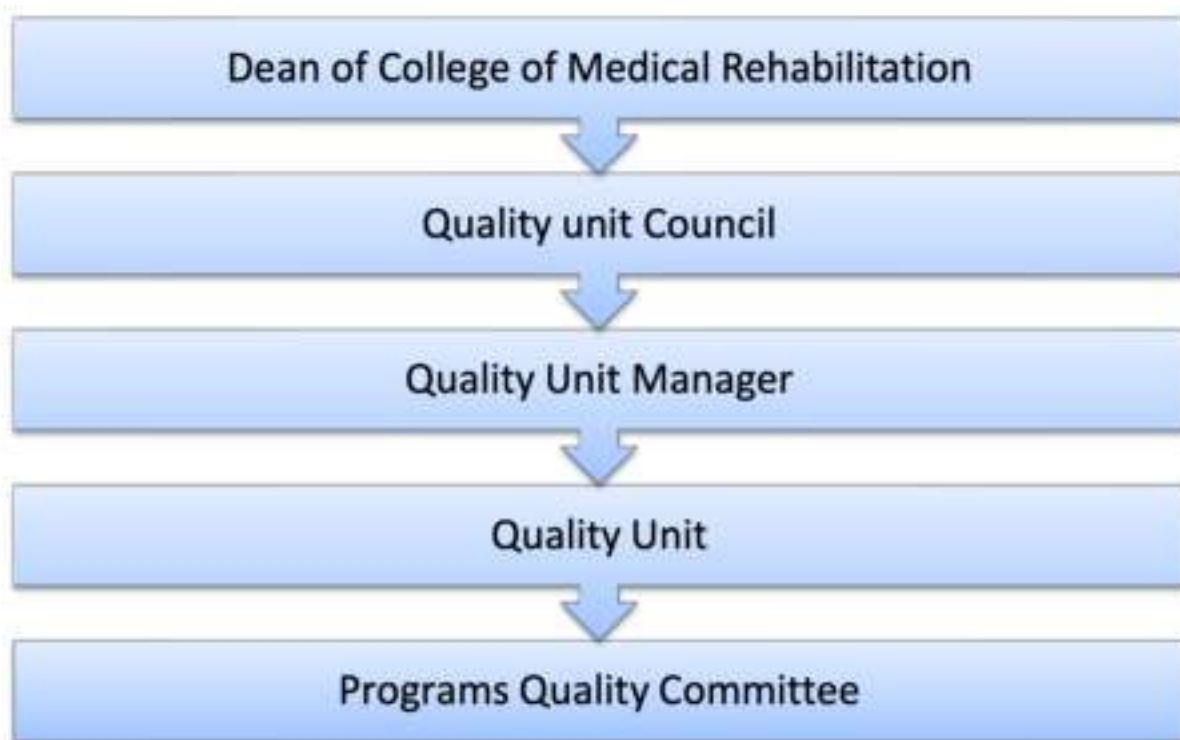 Dean of College of Medical Rehabilitation
Quality unit Council
Quality Unit Manager
Quality Unit
Programs Quality Committee